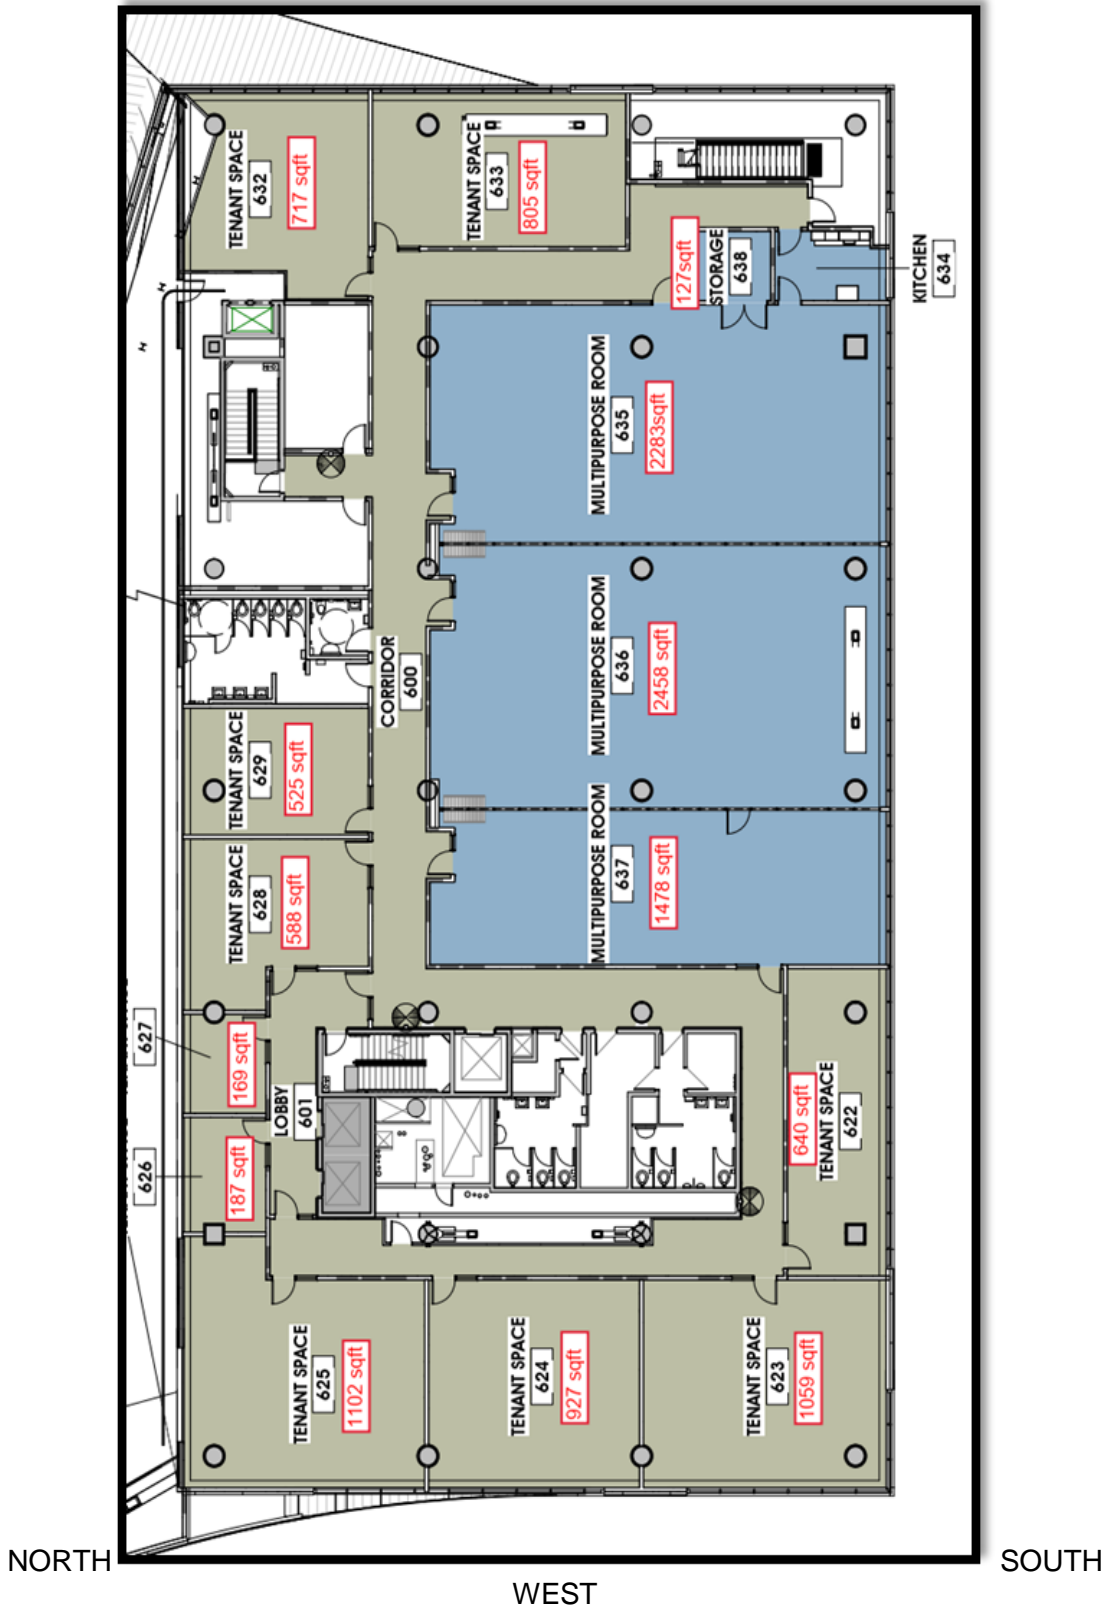 TENANT SPACE
632
717 sqft
TENANT SPACE
633
805 sqft
127sqft
STORAGE
638
KITCHEN
634
MULTIPURPOSE ROOM
635
2283sqft
CORRIDOR
600
MULTIPURPOSE ROOM
636
2458 sqft
TENANT SPACE
629
525 sqft
TENANT SPACE
628
588 sqft
MULTIPURPOSE ROOM
637
1478 sqft
627
169 sqft
LOBBY
601
626
187 sqft
640 sqft
TENANT SPACE
622
TENANT SPACE
625
1102 sqft
TENANT SPACE
624
927 sqft
TENANT SPACE
623
1059 sqft
NORTH
SOUTH
WEST